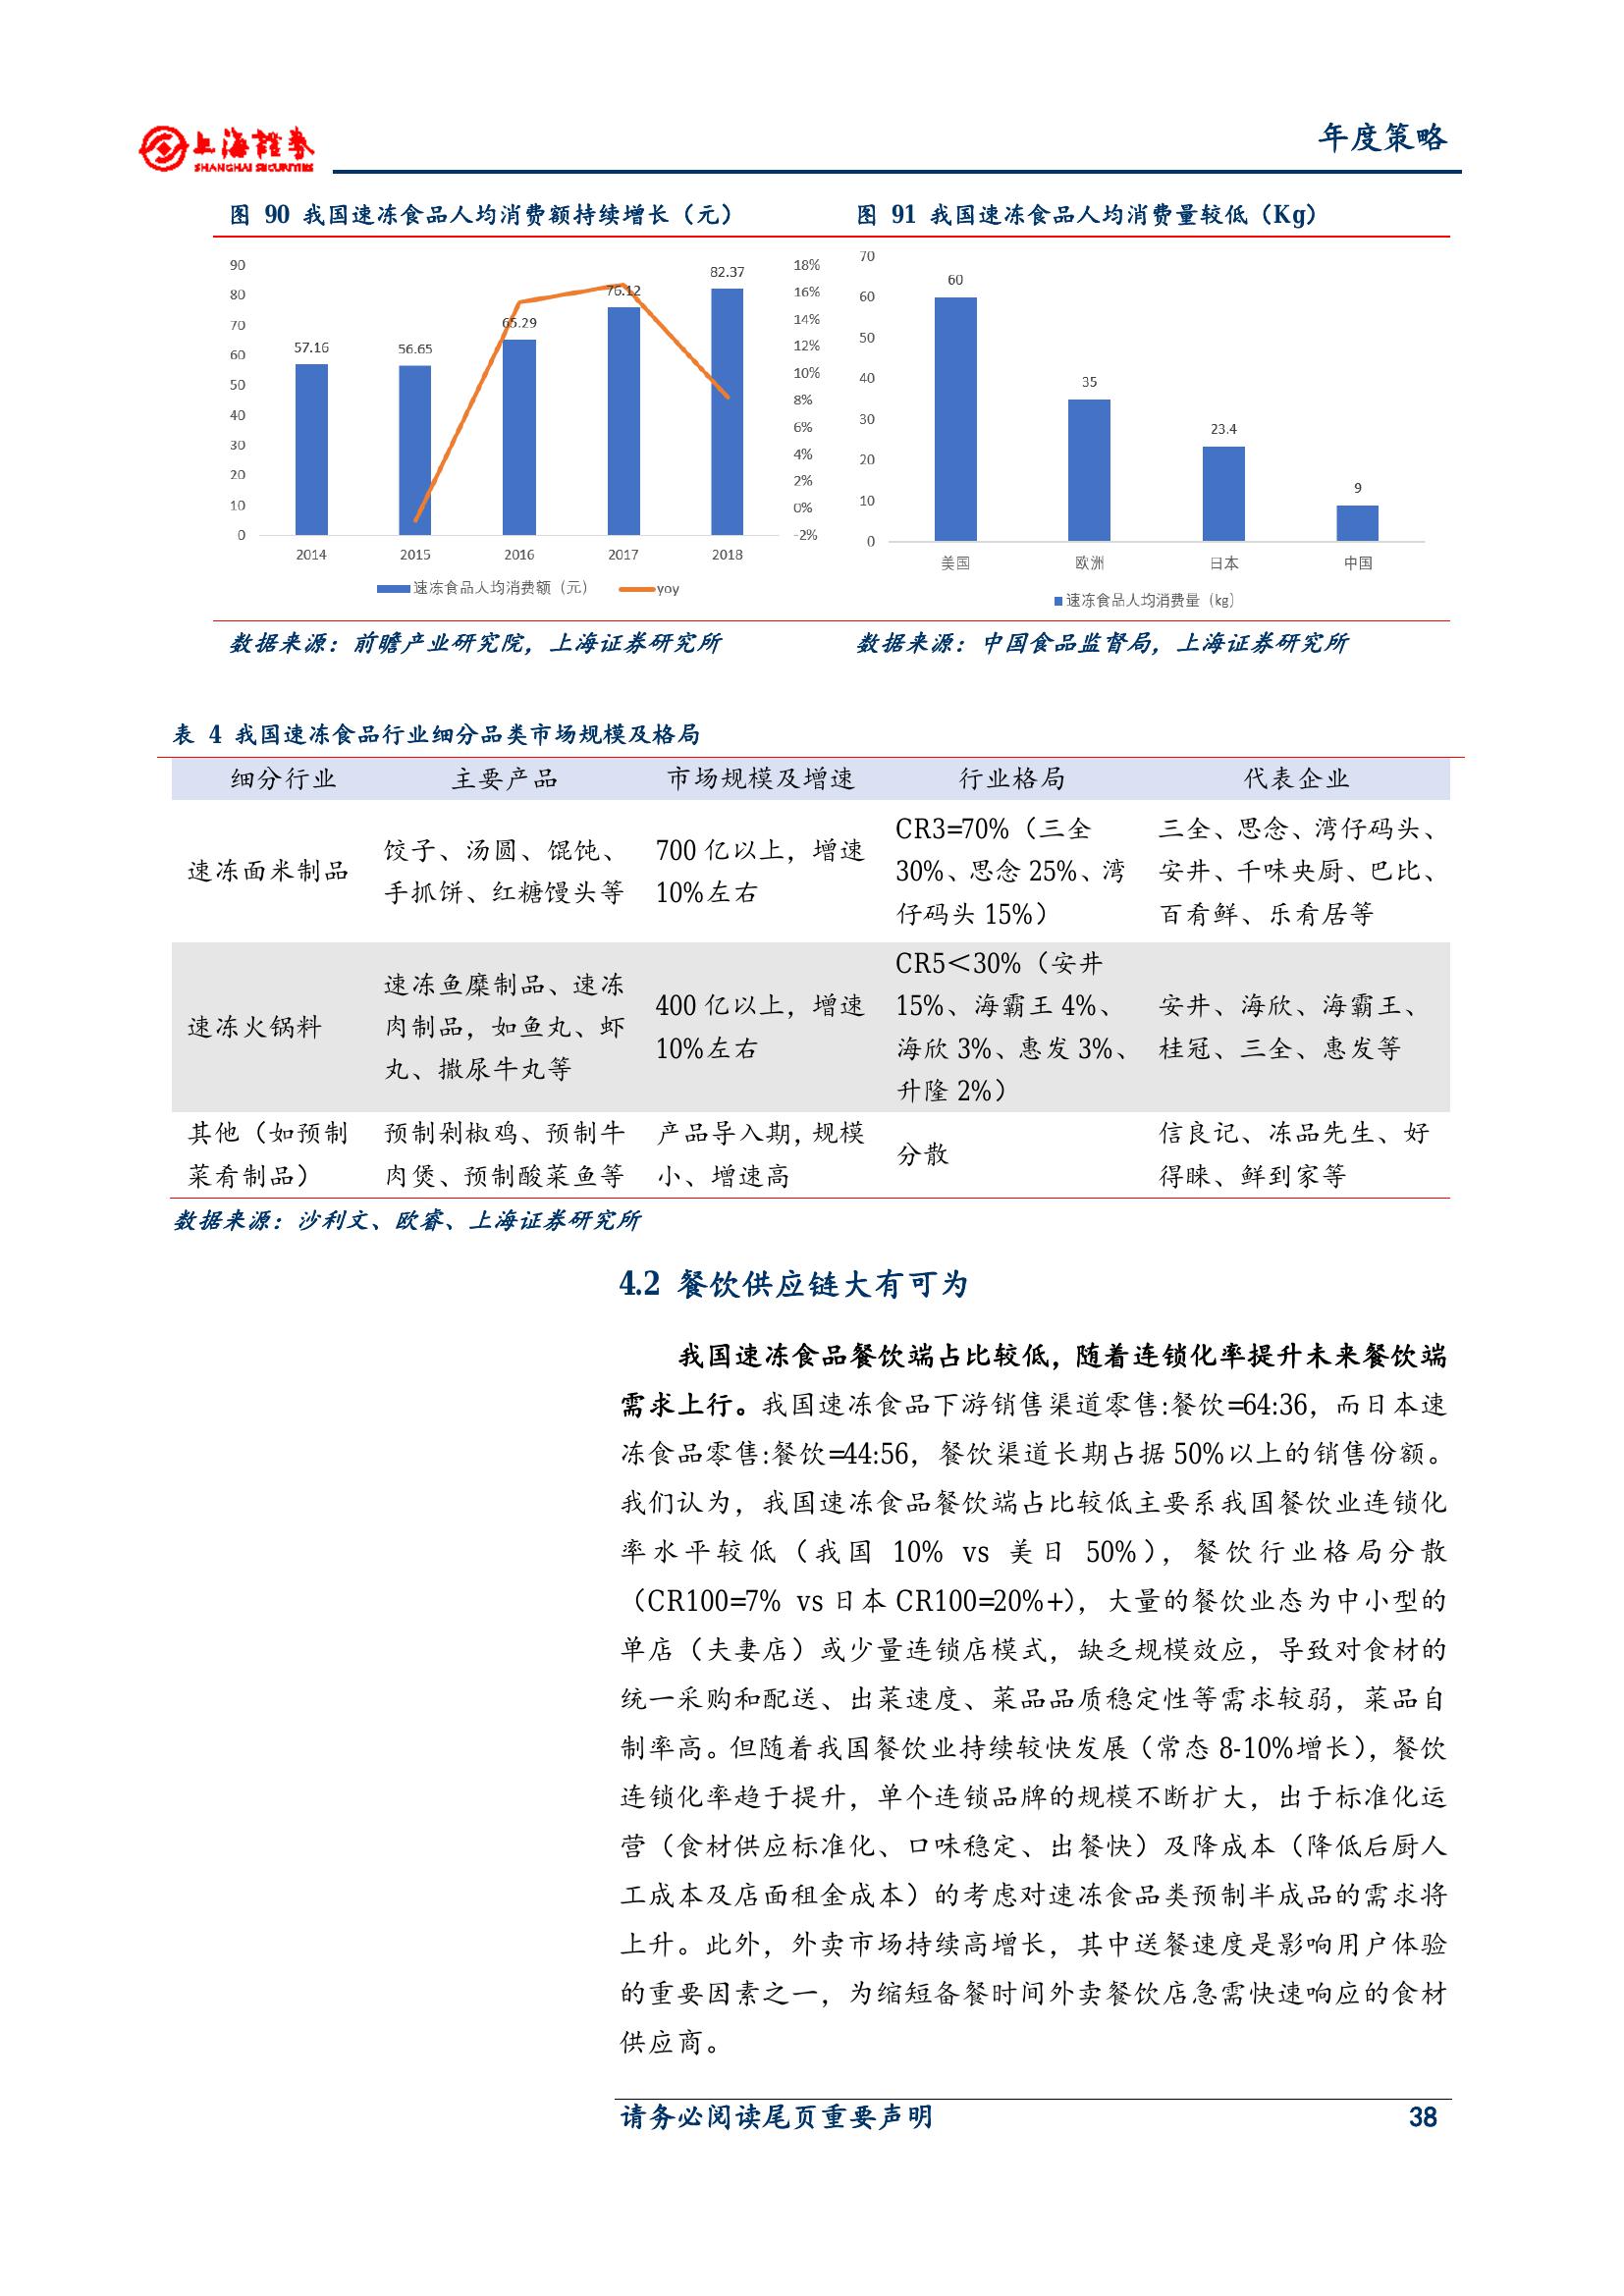 上海證券
SHANGHAI SECURITIES
年度策略
图 90 我国速冻食品人均消费额持续增长（元）
90
80
70
60
50
40
30
20
10
0
57.16
56.65
65.29
76.12
82.37
18%
16%
14%
12%
10%
8%
6%
4%
2%
0%
-2%
2014 2015 2016 2017 2018
速冻食品人均消费额（元） yoy
数据来源：前瞻产业研究院，上海证券研究所
图 91 我国速冻食品人均消费量较低（Kg）
70
60
50
40
30
20
10
0
60
35
23.4
9
美国 欧洲 日本 中国
速冻食品人均消费量（kg）
数据来源：中国食品监督局，上海证券研究所
表 4 我国速冻食品行业细分品类市场规模及格局
细分行业 主要产品 市场规模及增速 行业格局 代表企业
速冻面米制品
饺子、汤圆、馄饨、
手抓饼、红糖馒头等
700 亿以上，增速
10%左右
CR3=70%（三全
30%、思念 25%、湾
仔码头 15%）
三全、思念、湾仔码头、
安井、千味央厨、巴比、
百肴鲜、乐肴居等
速冻火锅料
速冻鱼糜制品、速冻
肉制品，如鱼丸、虾
丸、撒尿牛丸等
400 亿以上，增速
10%左右
CR5＜30%（安井
15%、海霸王 4%、
海欣 3%、惠发 3%、
升隆 2%）
安井、海欣、海霸王、
桂冠、三全、惠发等
其他（如预制
菜肴制品）
预制剁椒鸡、预制牛
肉煲、预制酸菜鱼等
产品导入期，规模
小、增速高
分散
信良记、冻品先生、好
得睐、鲜到家等
数据来源：沙利文、欧睿、上海证券研究所
4.2 餐饮供应链大有可为
我国速冻食品餐饮端占比较低，随着连锁化率提升未来餐饮端
需求上行。我国速冻食品下游销售渠道零售:餐饮=64:36，而日本速
冻食品零售:餐饮=44:56，餐饮渠道长期占据 50%以上的销售份额。
我们认为，我国速冻食品餐饮端占比较低主要系我国餐饮业连锁化
率水平较低（我国 10% vs 美日 50%），餐饮行业格局分散
（CR100=7% vs 日本 CR100=20%+），大量的餐饮业态为中小型的
单店（夫妻店）或少量连锁店模式，缺乏规模效应，导致对食材的
统一采购和配送、出菜速度、菜品品质稳定性等需求较弱，菜品自
制率高。但随着我国餐饮业持续较快发展（常态 8-10%增长），餐饮
连锁化率趋于提升，单个连锁品牌的规模不断扩大，出于标准化运
营（食材供应标准化、口味稳定、出餐快）及降成本（降低后厨人
工成本及店面租金成本）的考虑对速冻食品类预制半成品的需求将
上升。此外，外卖市场持续高增长，其中送餐速度是影响用户体验
的重要因素之一，为缩短备餐时间外卖餐饮店急需快速响应的食材
供应商。
请务必阅读尾页重要声明 38